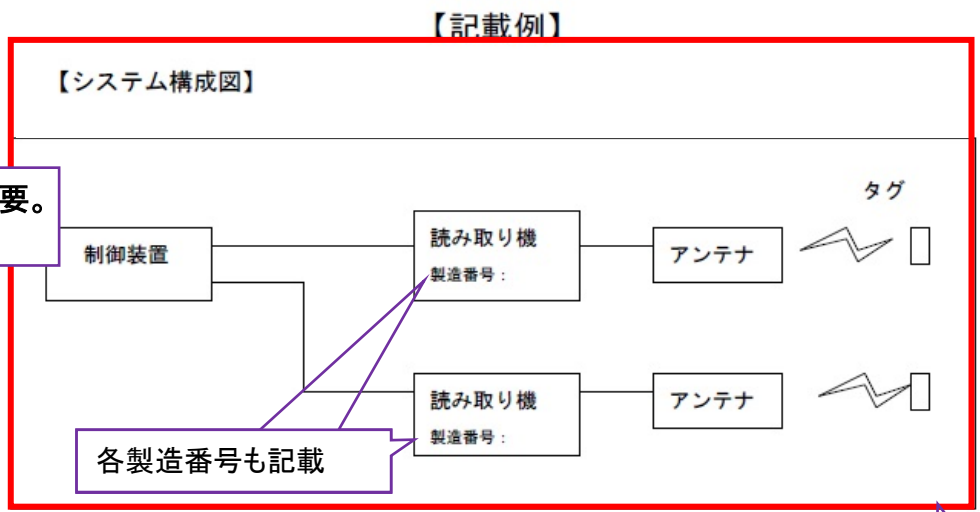 【記載例】
【システム構成図】
要。
タグ
制御装置
読み取り機
製造番号：
アンテナ
読み取り機
製造番号：
アンテナ
各製造番号も記載